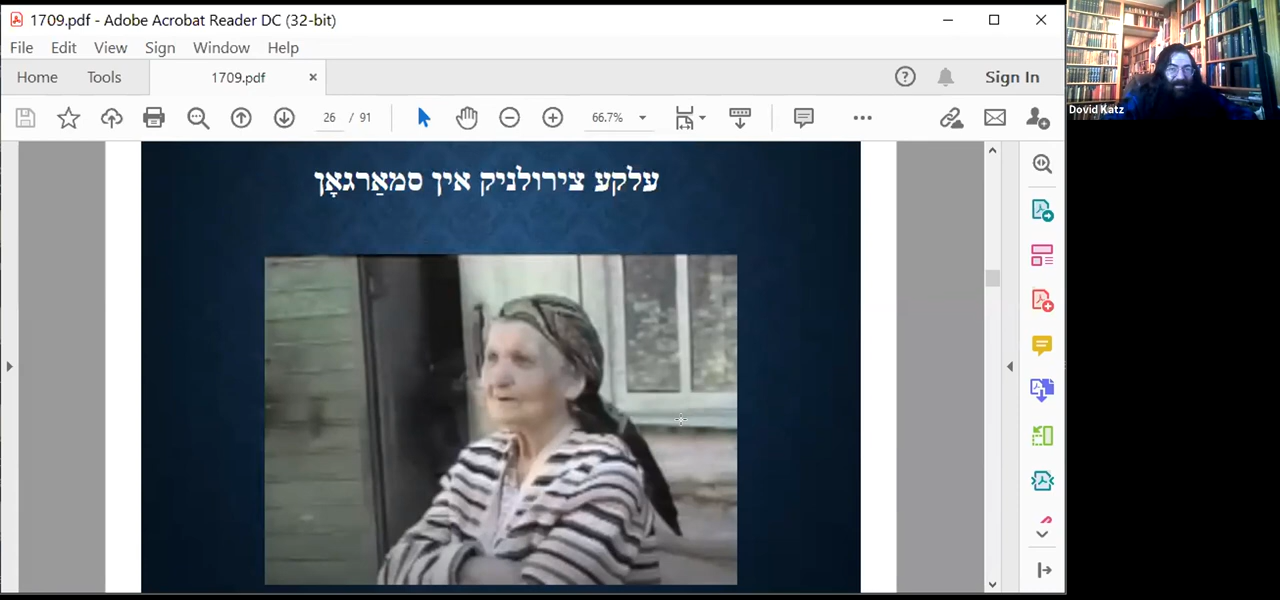 1709.pdf - Adobe Acrobat Reader DC (32-bit)
File Edit View Sign Window Help
Home Tools 1709.pdf Sign In
26 / 91 66.7%
עלקע צירולניק אין סמאַרגאָן
Dovid Katz